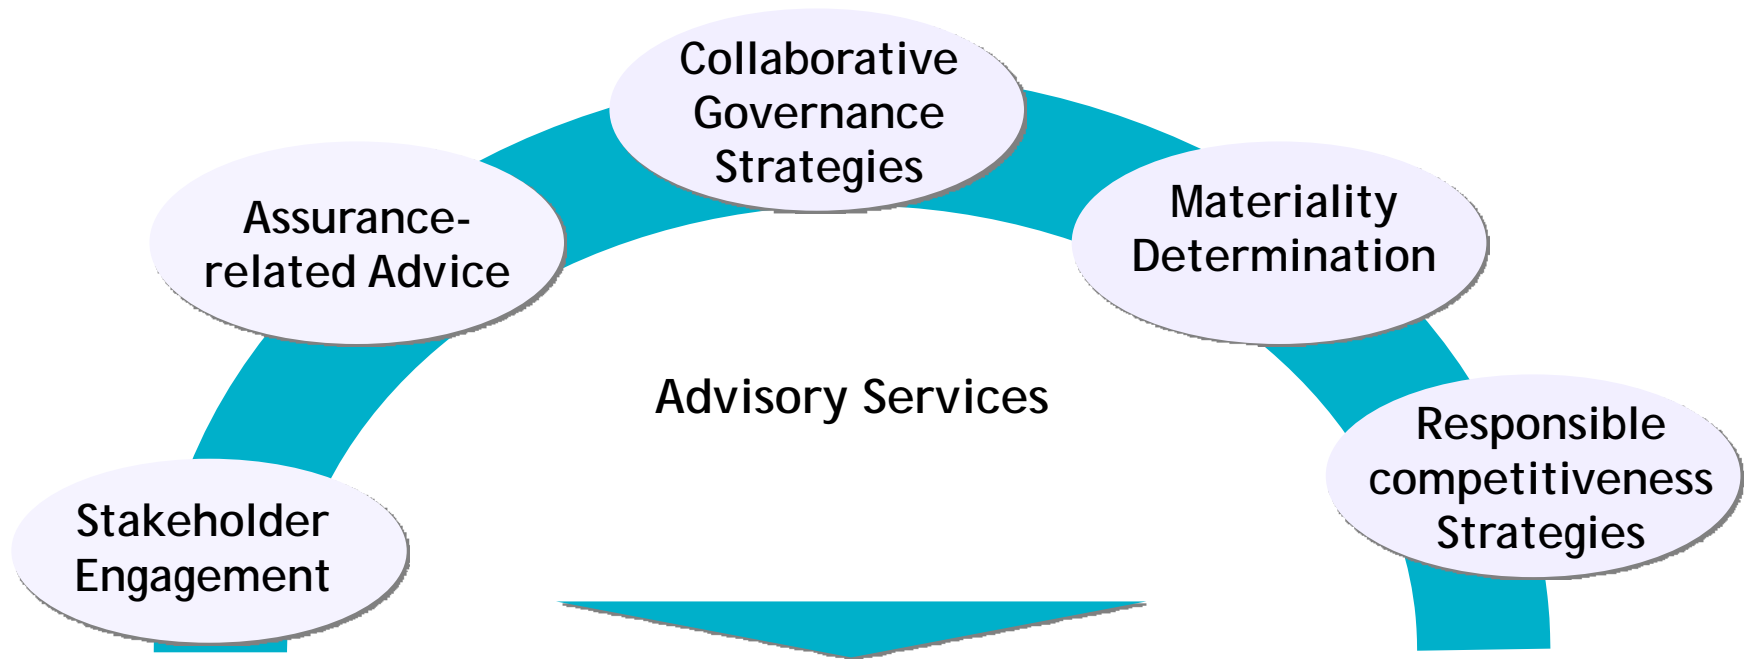 Collaborative
Governance
Strategies
Assurance-
related Advice
Materiality
Determination
Advisory Services
Stakeholder
Engagement
Responsible
competitiveness
Strategies